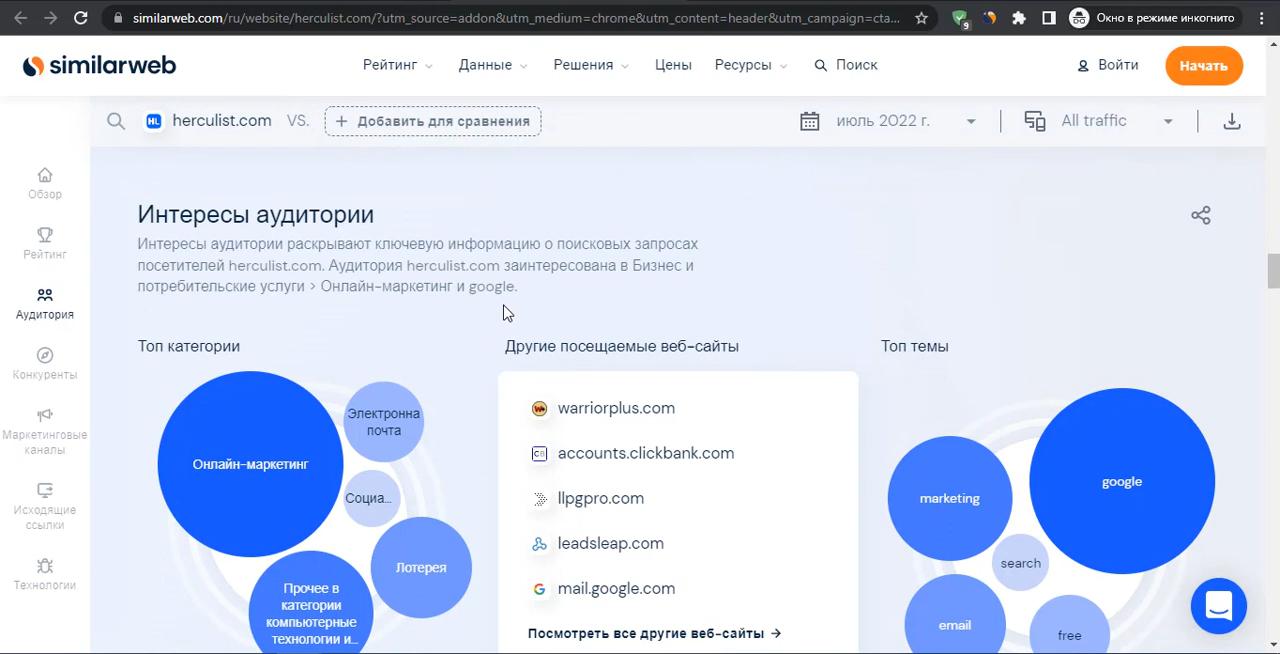 similarweb.com/ru/website/herculist.com/?utm_source=addon&utm_medium=chrome&utm_content=header&utm_campaign=cta...
9
Окно в режиме инкогнито
similarweb
Рейтинг
Данные
Решения
Цены
Ресурсы
Поиск
Войти
Начать
HL
herculist.com
VS.
+ Добавить для сравнения
июль 2022 г.
All traffic
Обзор
Рейтинг
Аудитория
Конкуренты
Маркетинговые
каналы
Исходящие
ссылки
Технологии
Интересы аудитории
Интересы аудитории раскрывают ключевую информацию о поисковых запросах
посетителей herculist.com. Аудитория herculist.com заинтересована в Бизнес и
потребительские услуги > Онлайн-маркетинг и google.
Топ категории
Онлайн-маркетинг
Электронна
почта
Социа...
Лотерея
Прочее в
категории
компьютерные
технологии и...
Другие посещаемые веб-сайты
warriorplus.com
CB
accounts.clickbank.com
llpgpro.com
leadsleap.com
mail.google.com
Посмотреть все другие веб-сайты →
Топ темы
google
marketing
search
email
free